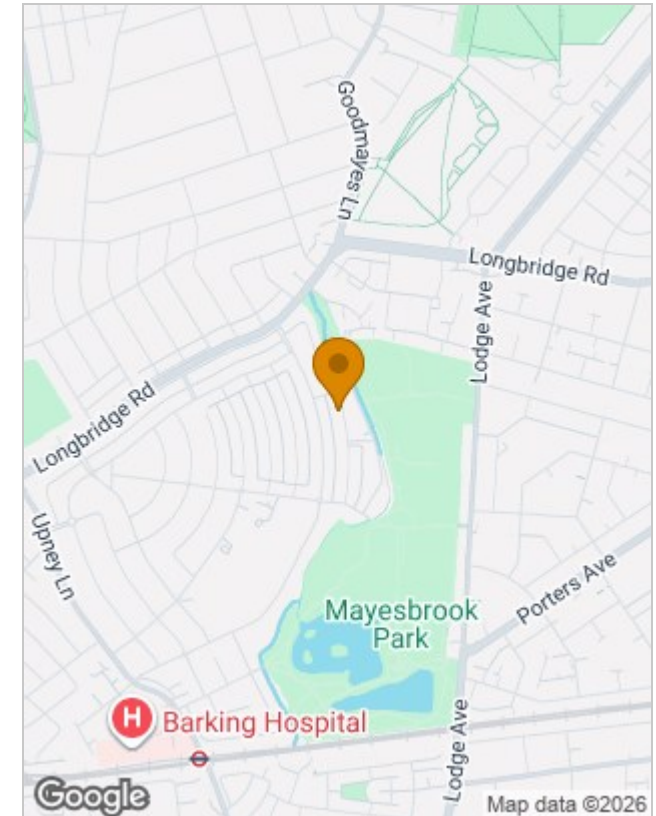 Goodmayes Ln
Longbridge Rd
Lodge Ave
Longbridge Rd
Upney Ln
Porters Ave
Mayesbrook
Park
H
Barking Hospital
Lodge Ave
Google
Map data ©2026